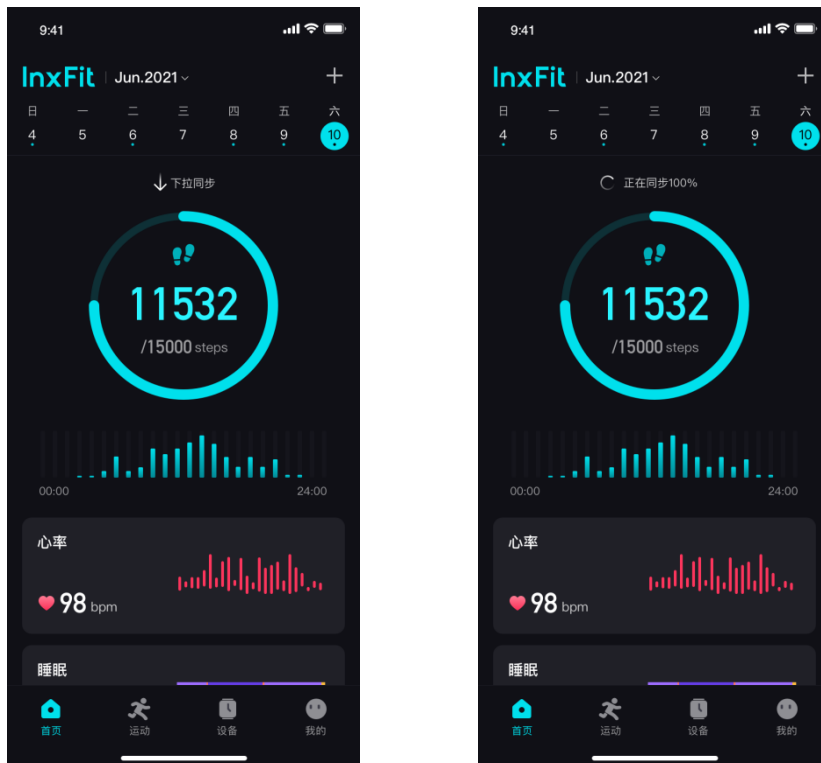 9:41
InxFit Jun.2021
日 一 二 三 四 五 六
4 5 6 7 8 9 10
下拉同步
11532
/15000 steps
00:00 24:00
心率
98 bpm
睡眠
首页 运动 设备 我的
9:41
InxFit Jun.2021
日 一 二 三 四 五 六
4 5 6 7 8 9 10
正在同步100%
11532
/15000 steps
00:00 24:00
心率
98 bpm
睡眠
首页 运动 设备 我的